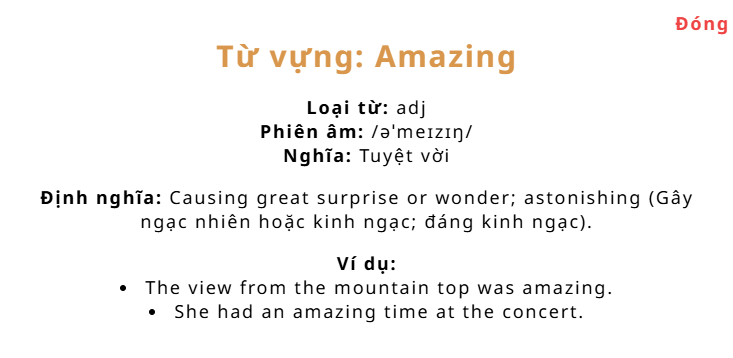 Đóng
Từ vựng: Amazing
Loại từ: adj
Phiên âm: /əˈmeɪzɪŋ/
Nghĩa: Tuyệt vời
Định nghĩa: Causing great surprise or wonder; astonishing (Gây
ngạc nhiên hoặc kinh ngạc; đáng kinh ngạc).
Ví dụ:
• The view from the mountain top was amazing.
• She had an amazing time at the concert.